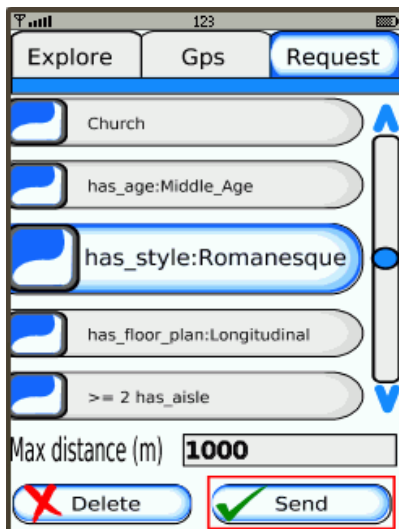 123
Explore Gps Request
Church
has_age:Middle_Age
has_style:Romanesque
has_floor_plan:Longitudinal
>= 2 has_aisle
Max distance (m) 1000
Delete Send